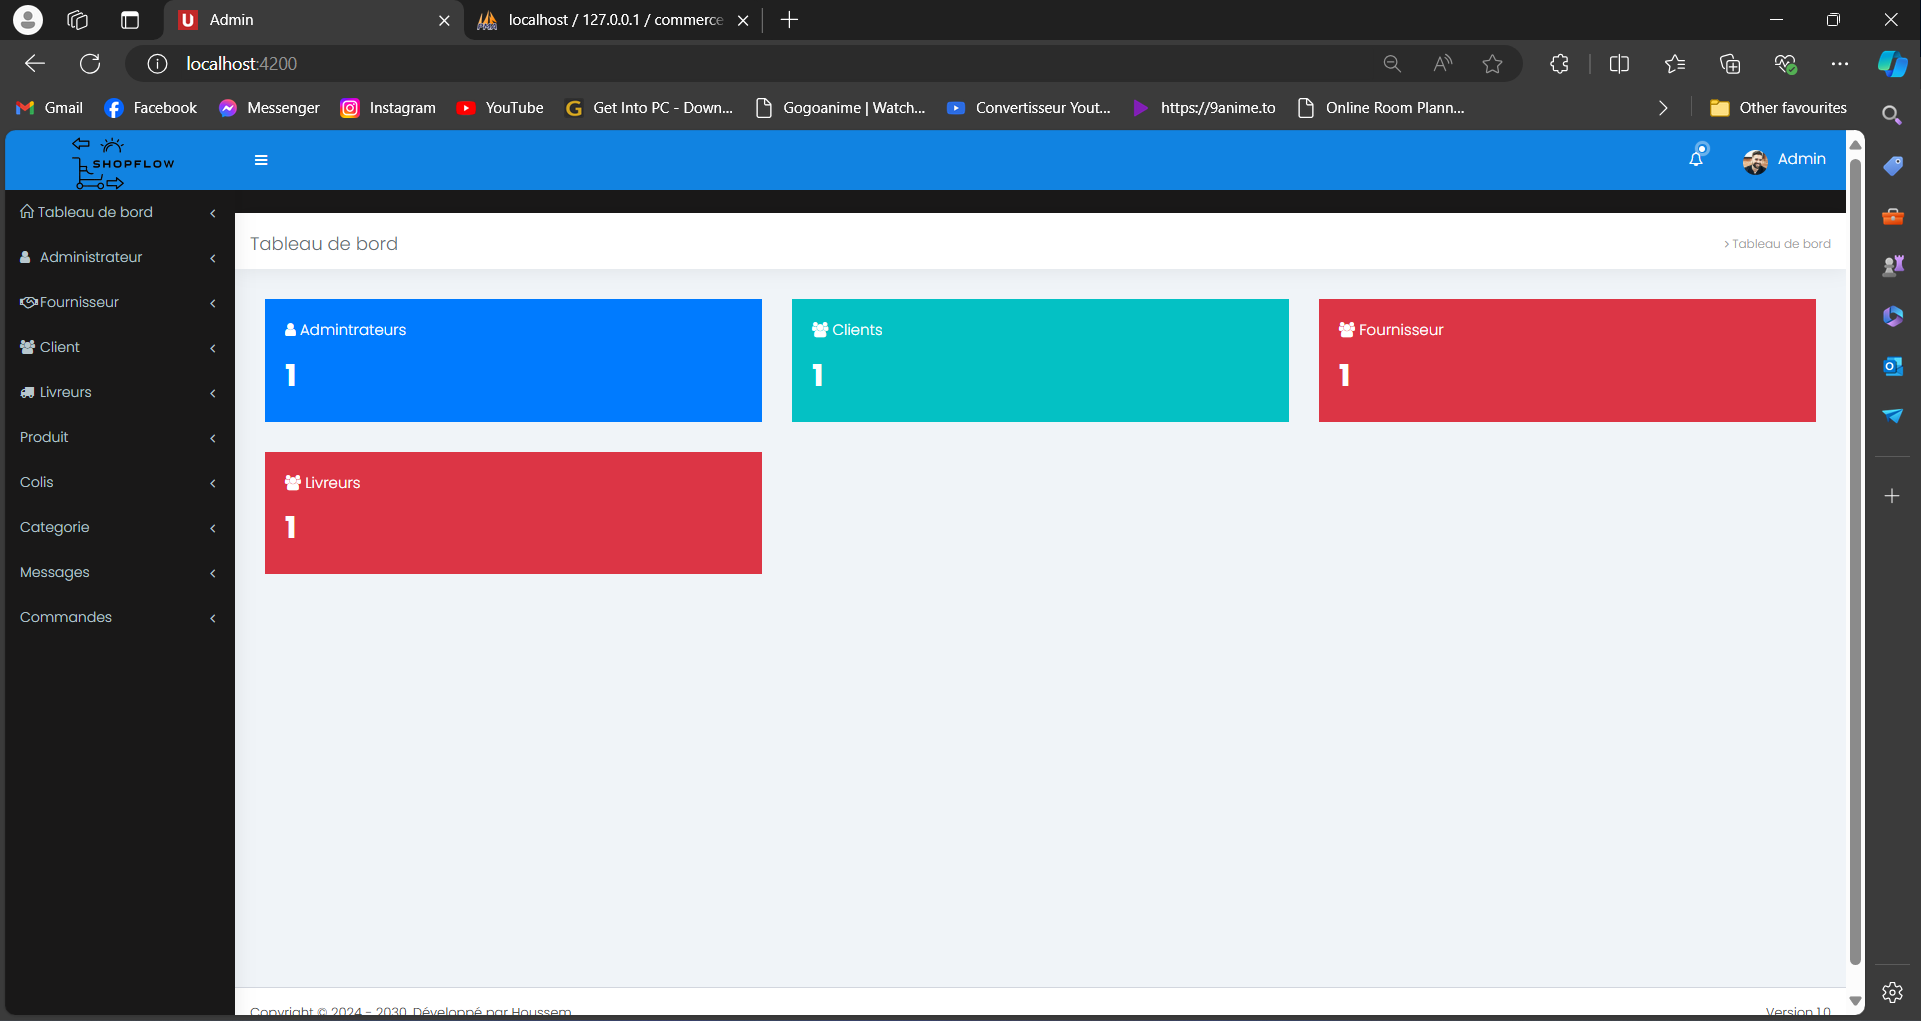 Admin
localhost / 127.0.0.1 / commerce
localhost:4200
Gmail
Facebook
Messenger
Instagram
YouTube
Get Into PC - Down...
Gogoanime | Watch...
Convertisseur Yout...
https://9anime.to
Online Room Plann...
Other favourites
SHOPFLOW
Admin
Tableau de bord
Administrateur
Fournisseur
Client
Livreurs
Produit
Colis
Categorie
Messages
Commandes
Tableau de bord
> Tableau de bord
Admintrateurs
1
Clients
1
Fournisseur
1
Livreurs
1
Copyright © 2024 - 2030. Développé par Houssem
Version 1.0